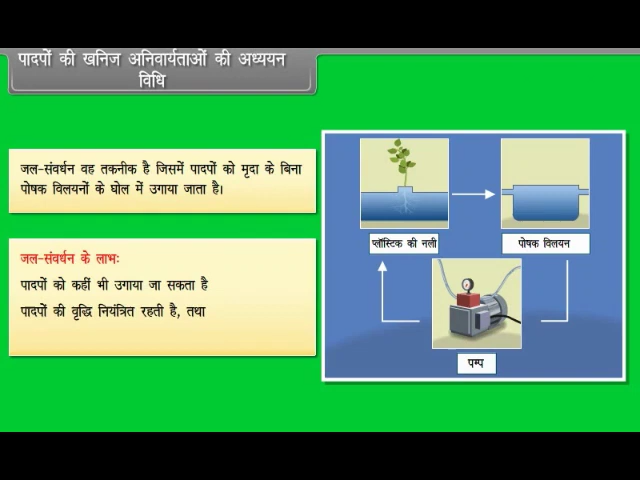 पादपों की खनिज अनिवार्यताओं की अध्ययन
विधि
जल-संवर्धन वह तकनीक है जिसमें पादपों को मृदा के बिना
पोषक विलयनों के घोल में उगाया जाता है।
जल-संवर्धन के लाभः
पादपों को कहीं भी उगाया जा सकता है
पादपों की वृद्धि नियंत्रित रहती है, तथा
प्लॉस्टिक की नली
पोषक विलयन
पम्प